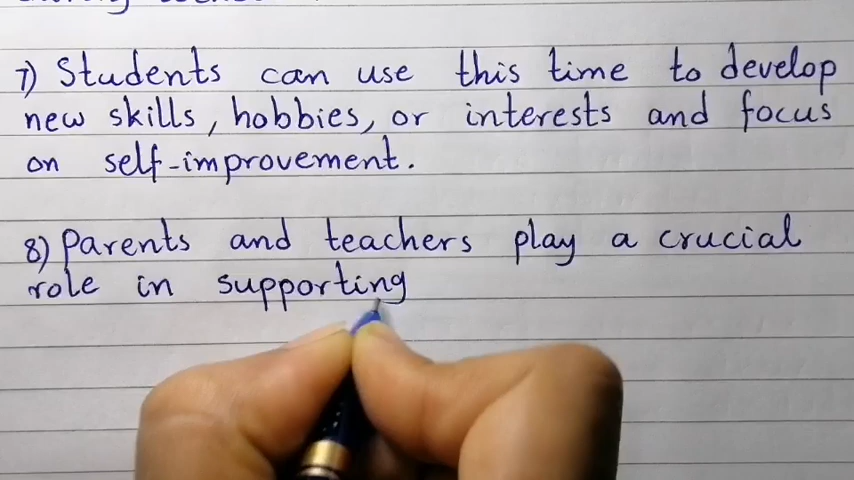 7) Students can use this time to develop
new skills, hobbies, or interests and focus
on self-improvement.
8) Parents and teachers play a crucial
role in supporting